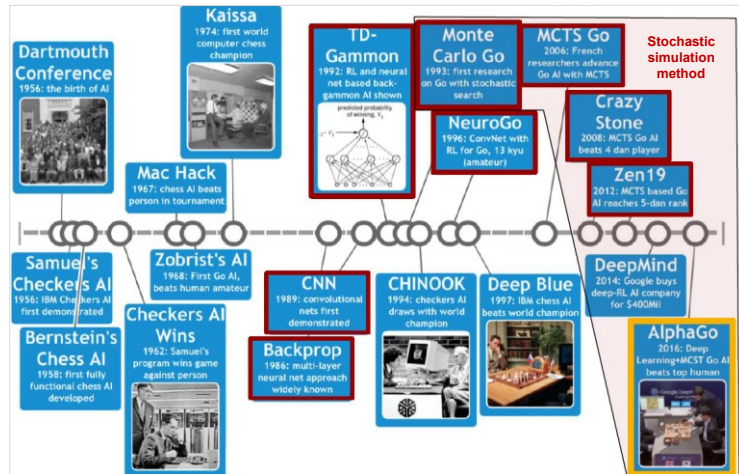 Dartmouth
Conference
1956: the birth of AI
Kaissa
1974: first world
computer chess
champion
TD-
Gammon
1992: RL and neural
net based back-
gammon AI shown
predicted probability
of winning, V
Monte
Carlo Go
1993: first research
on Go with stochastic
search
MCTS Go
2006: French
researchers advance
Go AI with MCTS
Stochastic
simulation
method
Mac Hack
1967: chess AI beats
person in tournament
NeuroGo
1996: ConvNet with
RL for Go, 13 kyu
(amateur)
Crazy
Stone
2008: MCTS Go AI
beats 4 dan player
Zen19
2012: MCTS based Go
AI reaches 5-dan rank
Samuel's
Checkers AI
1956: IBM Checkers AI
first demonstrated
Bernstein's
Chess AI
1958: first fully
functional chess AI
developed
Checkers AI
Wins
1962: Samuel's
program wins game
against person
Zobrist's AI
1968: First Go AI,
beats human amateur
CNN
1989: convolutional
nets first
demonstrated
Backprop
1986: multi-layer
neural net approach
widely known
CHINOOK
1994: checkers AI
draws with world
champion
Deep Blue
1997: IBM chess AI
beats world champion
DeepMind
2014: Google buys
deep-RL AI company
for $400Mil
AlphaGo
2016: Deep
Learning+MCST Go AI
beats top human